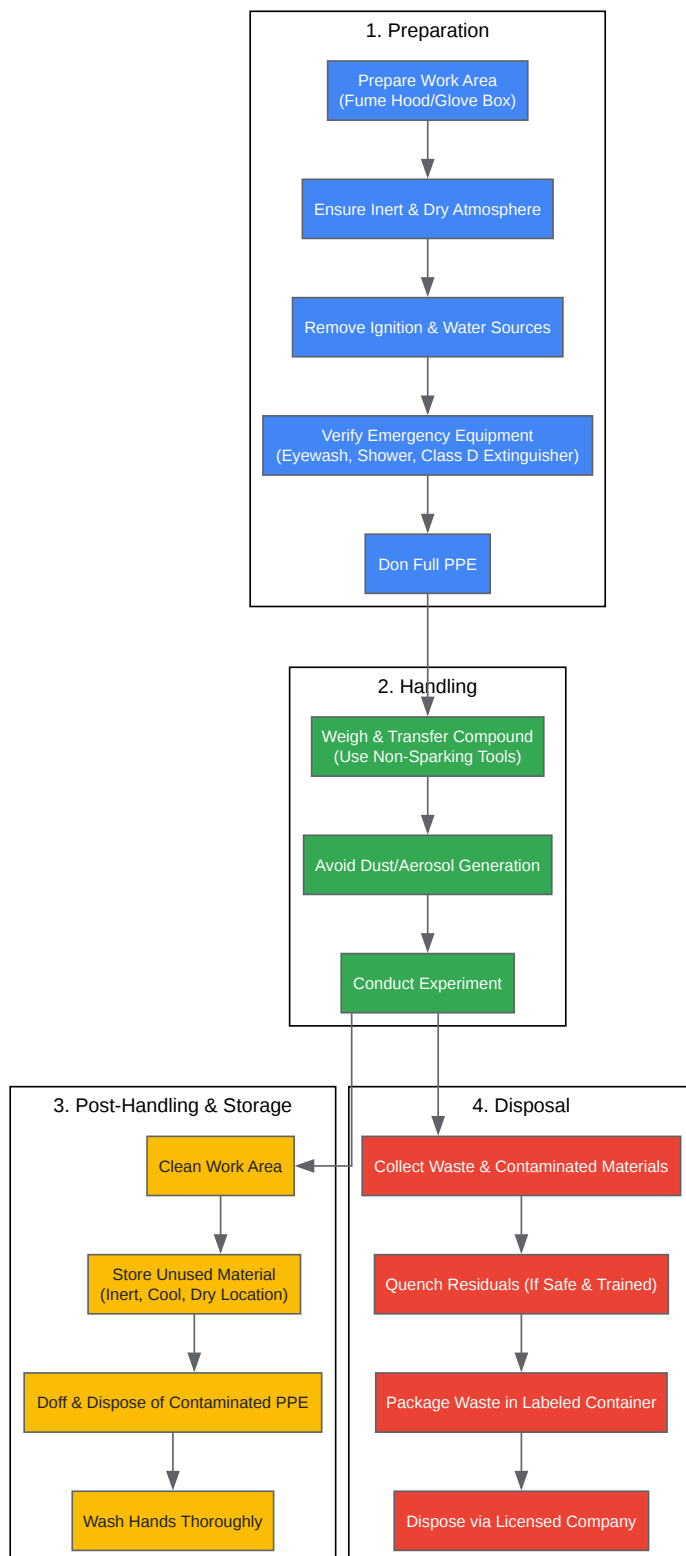 1. Preparation
Prepare Work Area
(Fume Hood/Glove Box)
Ensure Inert & Dry Atmosphere
Remove Ignition & Water Sources
Verify Emergency Equipment
(Eyewash, Shower, Class D Extinguisher)
Don Full PPE
2. Handling
Weigh & Transfer Compound
(Use Non-Sparking Tools)
Avoid Dust/Aerosol Generation
Conduct Experiment
3. Post-Handling & Storage
Clean Work Area
Store Unused Material
(Inert, Cool, Dry Location)
Doff & Dispose of Contaminated PPE
Wash Hands Thoroughly
4. Disposal
Collect Waste & Contaminated Materials
Quench Residuals (If Safe & Trained)
Package Waste in Labeled Container
Dispose via Licensed Company